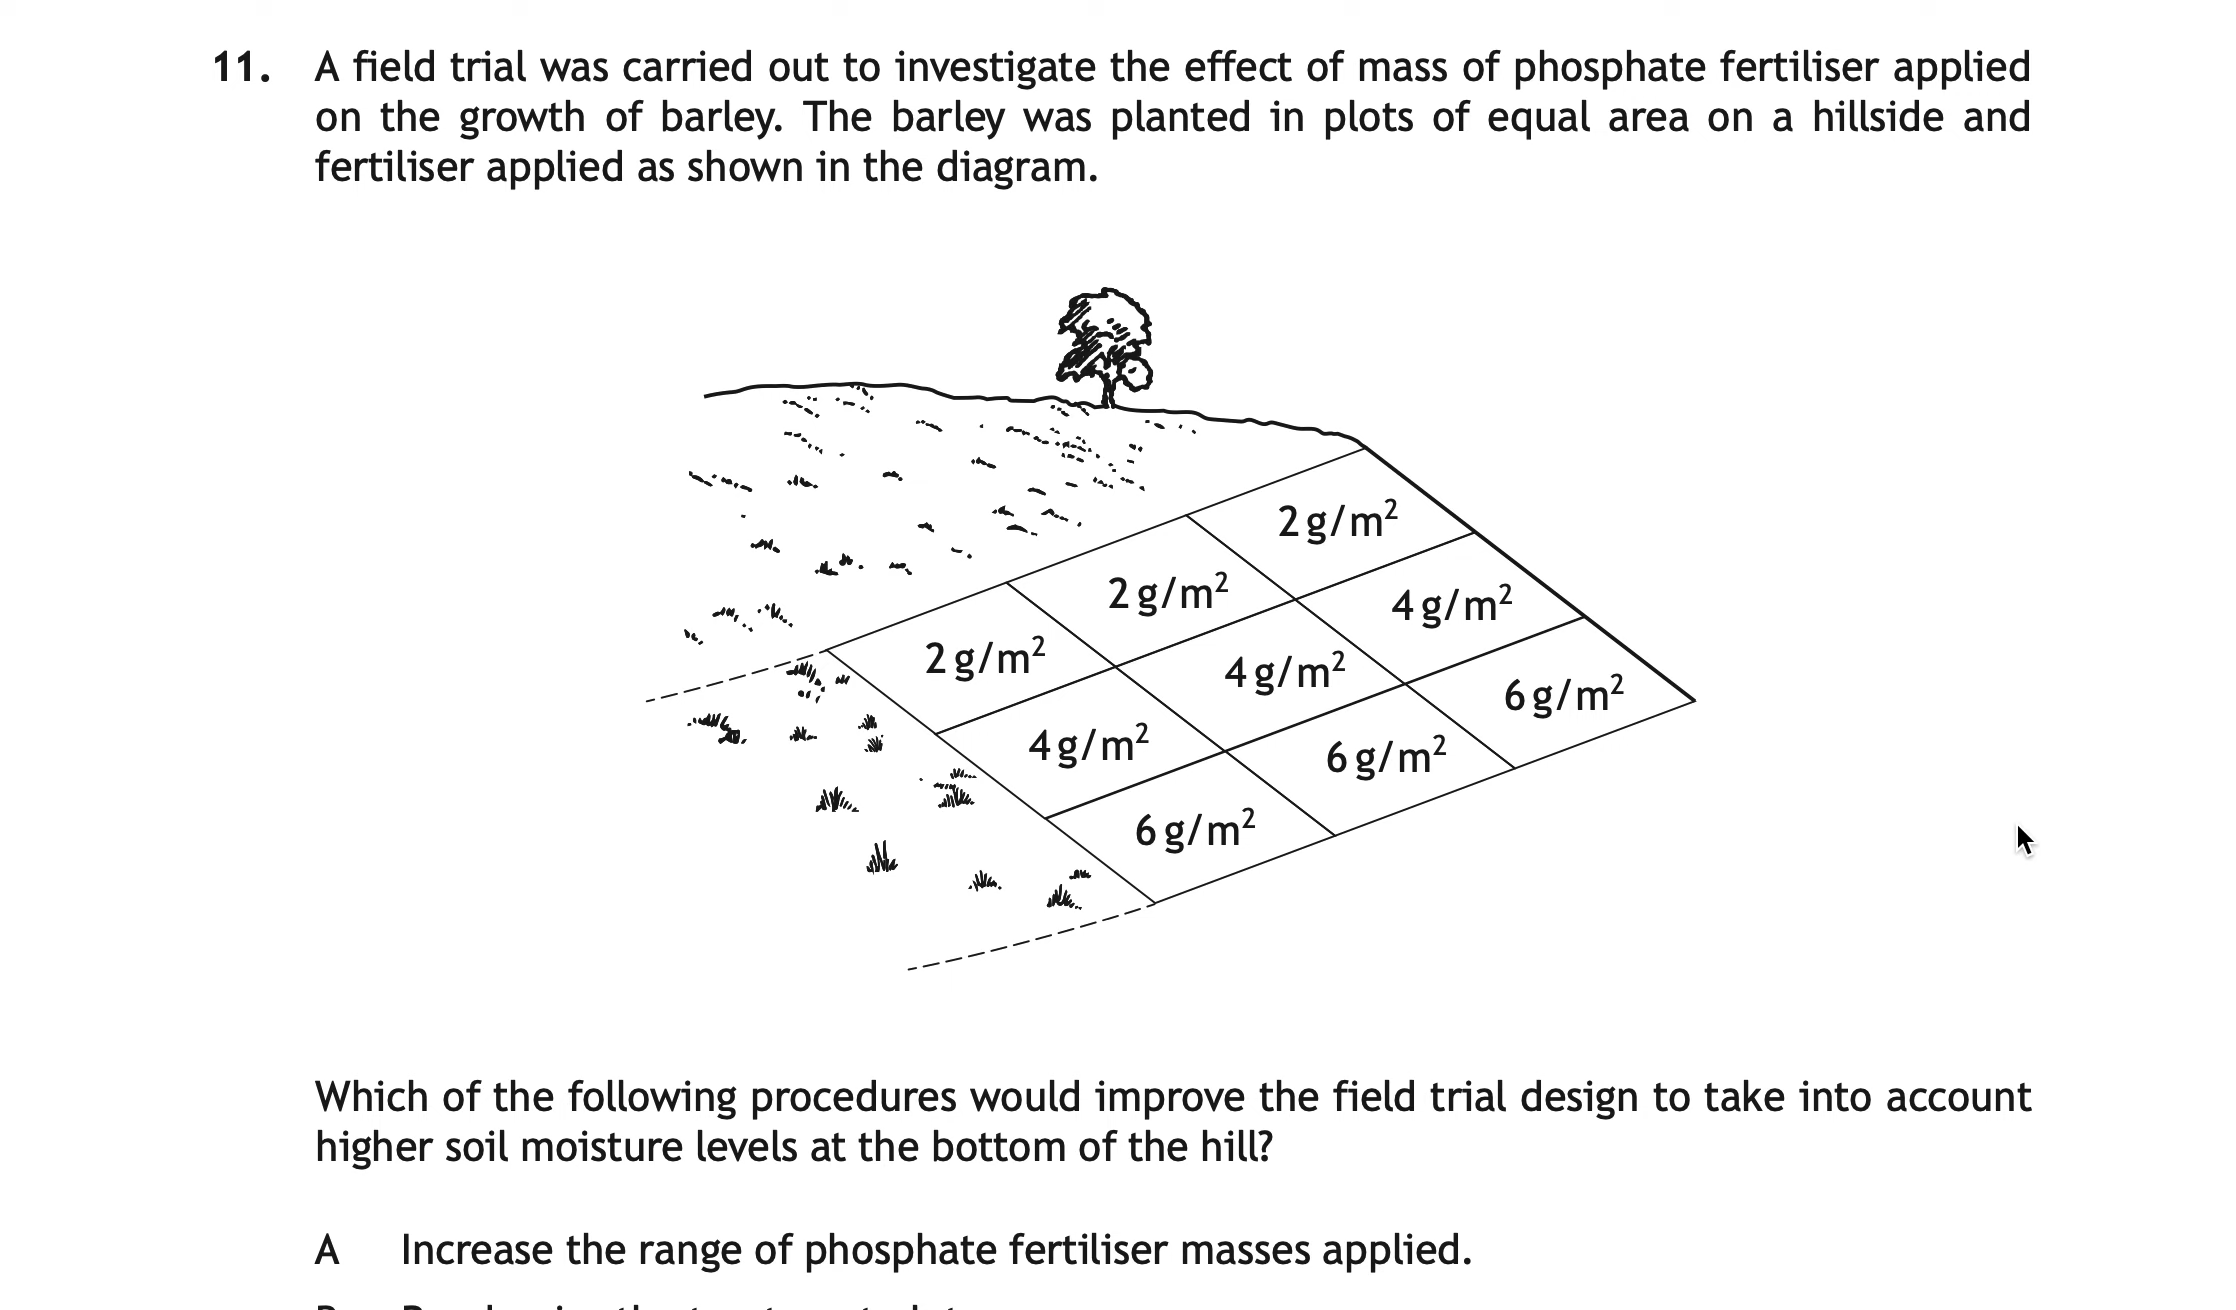 11. A field trial was carried out to investigate the effect of mass of phosphate fertiliser applied
on the growth of barley. The barley was planted in plots of equal area on a hillside and
fertiliser applied as shown in the diagram.
2 g/m²
2 g/m²
4 g/m²
2 g/m²
4 g/m²
6 g/m²
4 g/m²
6 g/m²
6 g/m²
Which of the following procedures would improve the field trial design to take into account
higher soil moisture levels at the bottom of the hill?
A Increase the range of phosphate fertiliser masses applied.